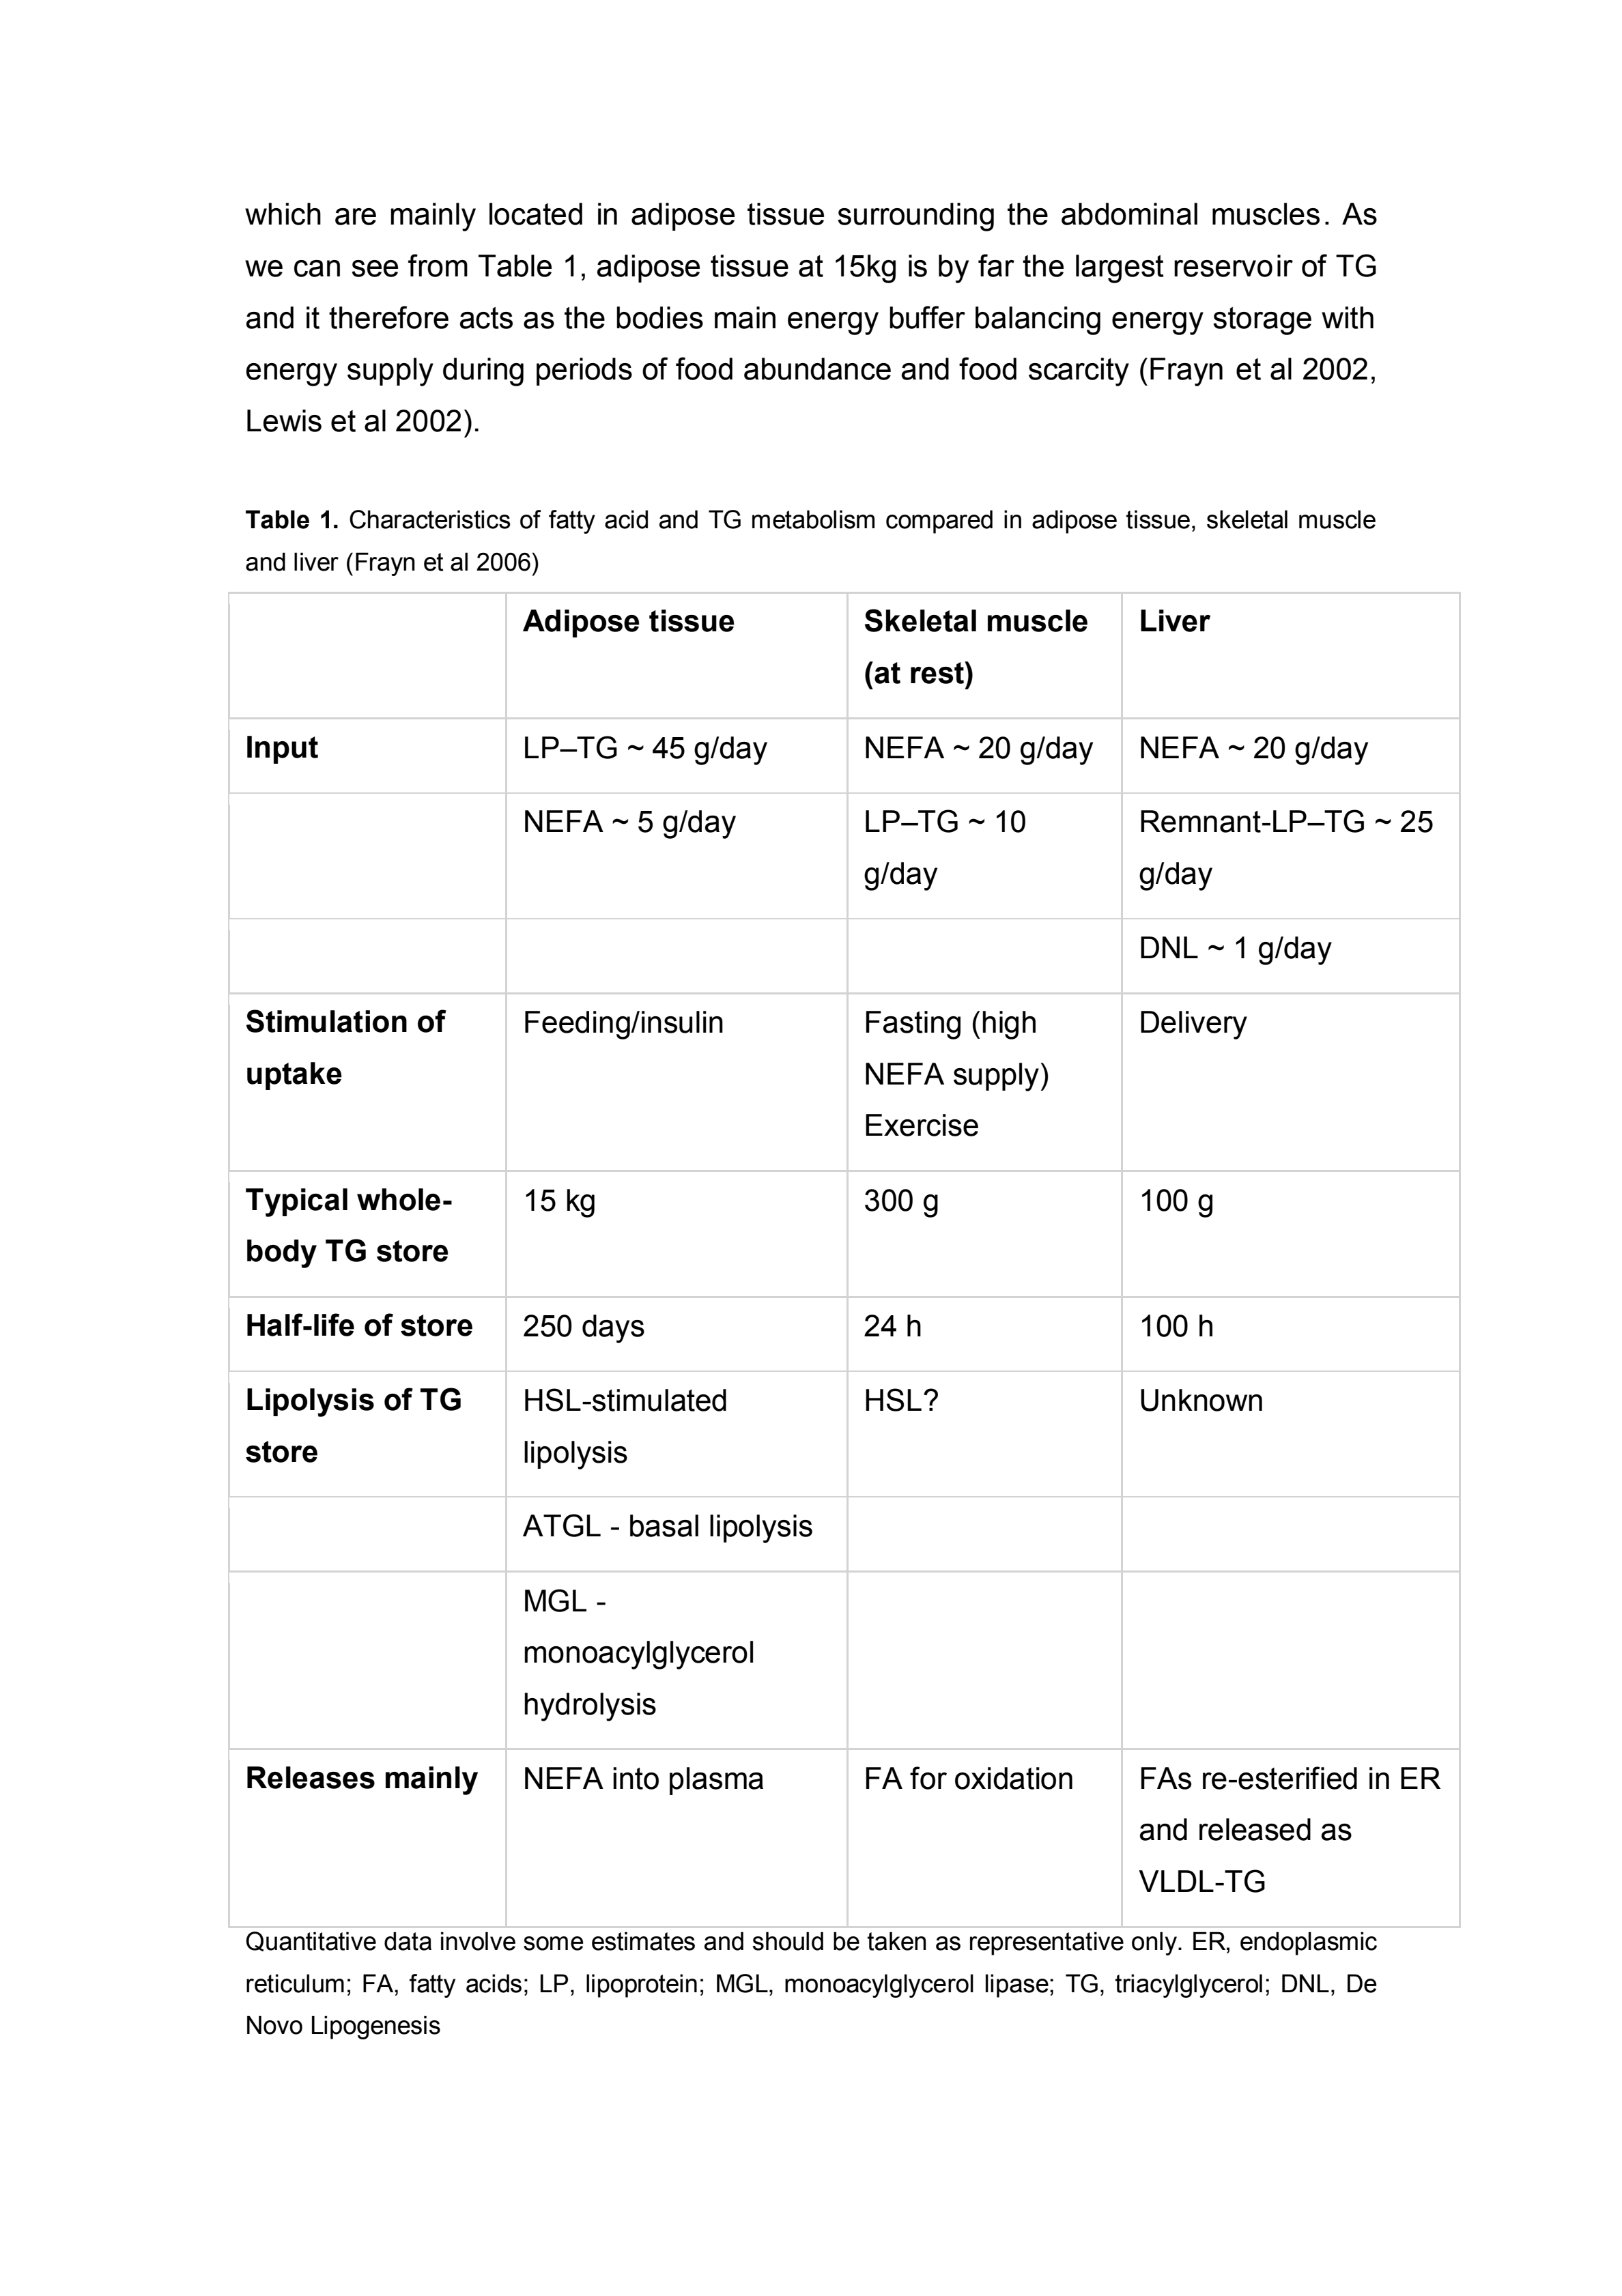 which are mainly located in adipose tissue surrounding the abdominal muscles. As
we can see from Table 1, adipose tissue at 15kg is by far the largest reservoir of TG
and it therefore acts as the bodies main energy buffer balancing energy storage with
energy supply during periods of food abundance and food scarcity (Frayn et al 2002,
Lewis et al 2002).
Table 1. Characteristics of fatty acid and TG metabolism compared in adipose tissue, skeletal muscle
and liver (Frayn et al 2006)
Adipose tissue
Skeletal muscle
(at rest)
Liver
Input
LP–TG ~ 45 g/day
NEFA ~ 20 g/day
NEFA ~ 20 g/day
NEFA ~ 5 g/day
LP–TG ~ 10
g/day
Remnant-LP–TG ~ 25
g/day
DNL ~ 1 g/day
Stimulation of
uptake
Feeding/insulin
Fasting (high
NEFA supply)
Exercise
Delivery
Typical whole-
body TG store
15 kg
300 g
100 g
Half-life of store
250 days
24 h
100 h
Lipolysis of TG
store
HSL-stimulated
lipolysis
HSL?
Unknown
ATGL - basal lipolysis
MGL -
monoacylglycerol
hydrolysis
Releases mainly
NEFA into plasma
FA for oxidation
FAs re-esterified in ER
and released as
VLDL-TG
Quantitative data involve some estimates and should be taken as representative only. ER, endoplasmic
reticulum; FA, fatty acids; LP, lipoprotein; MGL, monoacylglycerol lipase; TG, triacylglycerol; DNL, De
Novo Lipogenesis